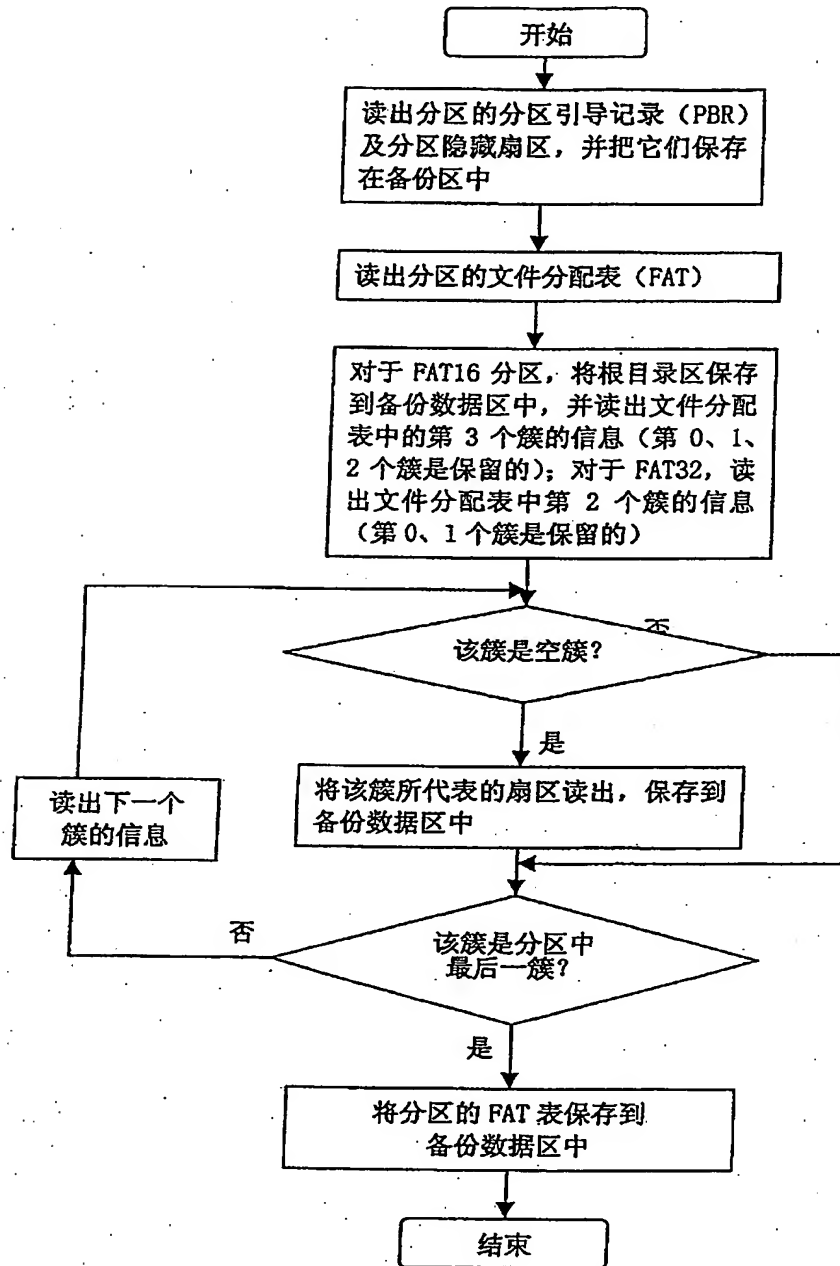 开始
读出分区的分区引导记录（PBR）
及分区隐藏扇区，并把它们保存
在备份区中
读出分区的文件分配表（FAT）
对于 FAT16 分区，将根目录区保存
到备份数据区中，并读出文件分配
表中的第 3 个簇的信息（第 0、1、
2 个簇是保留的）；对于 FAT32，读
出文件分配表中第 2 个簇的信息
（第 0、1 个簇是保留的）
该簇是空簇？
否
是
将该簇所代表的扇区读出，保存到
备份数据区中
读出下一个
簇的信息
否
该簇是分区中
最后一簇？
是
将分区的 FAT 表保存到
备份数据区中
结束